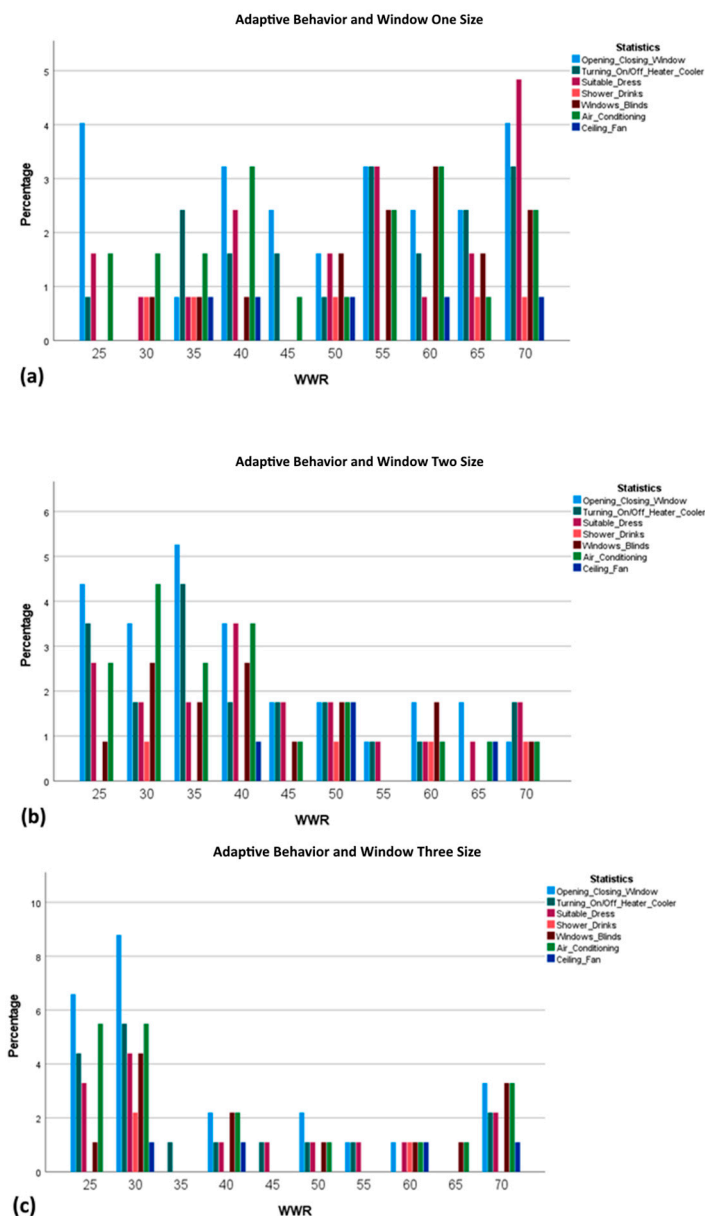 Adaptive Behavior and Window One Size
Statistics
Opening_Closing_Window
Turning_On/Off_Heater_Cooler
Suitable_Dress
Shower_Drinks
Windows_Blinds
Air_Conditioning
Ceiling_Fan
Percentage
5
4
3
2
1
0
25 30 35 40 45 50 55 60 65 70
WWR
(a)
Adaptive Behavior and Window Two Size
Statistics
Opening_Closing_Window
Turning_On/Off_Heater_Cooler
Suitable_Dress
Shower_Drinks
Windows_Blinds
Air_Conditioning
Ceiling_Fan
Percentage
6
5
4
3
2
1
0
25 30 35 40 45 50 55 60 65 70
WWR
(b)
Adaptive Behavior and Window Three Size
Statistics
Opening_Closing_Window
Turning_On/Off_Heater_Cooler
Suitable_Dress
Shower_Drinks
Windows_Blinds
Air_Conditioning
Ceiling_Fan
Percentage
10
8
6
4
2
0
25 30 35 40 45 50 55 60 65 70
WWR
(c)